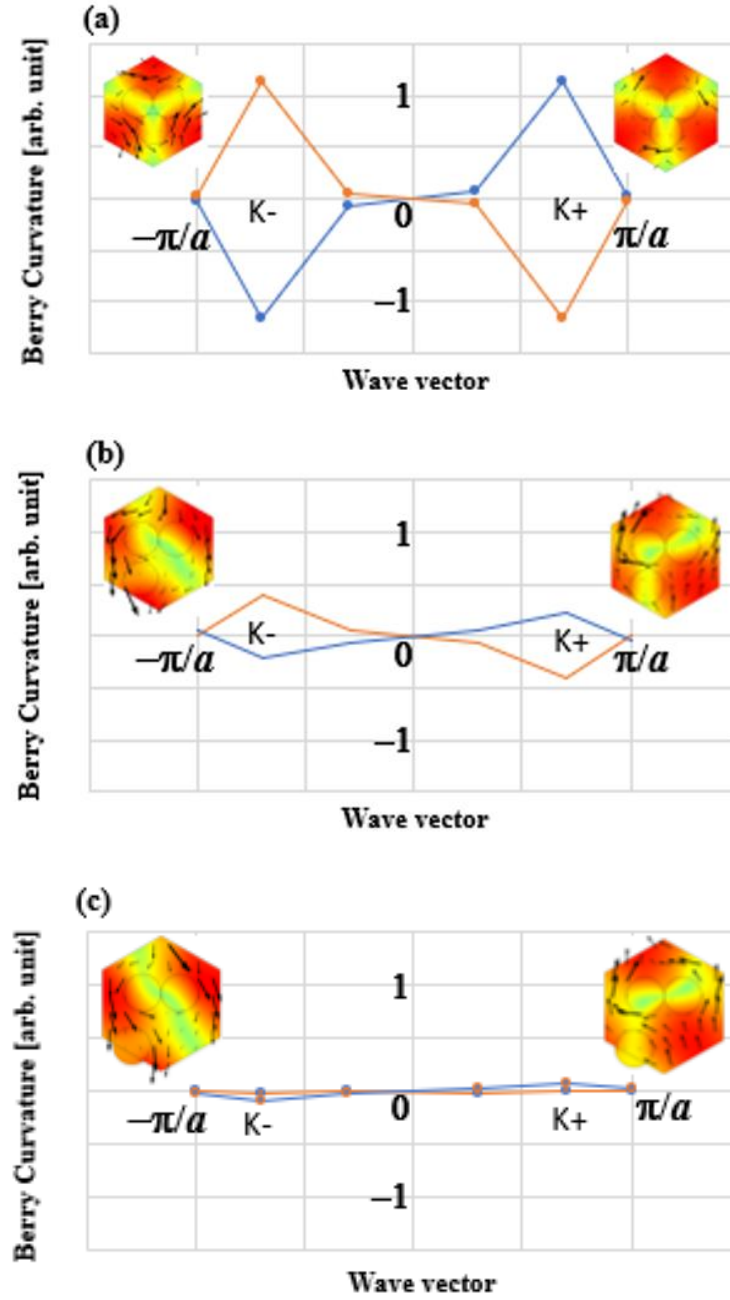 (a)
Berry Curvature [arb. unit]
1
K-
0
K+
−π/a
π/a
−1
Wave vector
(b)
Berry Curvature [arb. unit]
1
K-
0
K+
−π/a
π/a
−1
Wave vector
(c)
Berry Curvature [arb. unit]
1
0
−π/a
K-
K+
π/a
−1
Wave vector